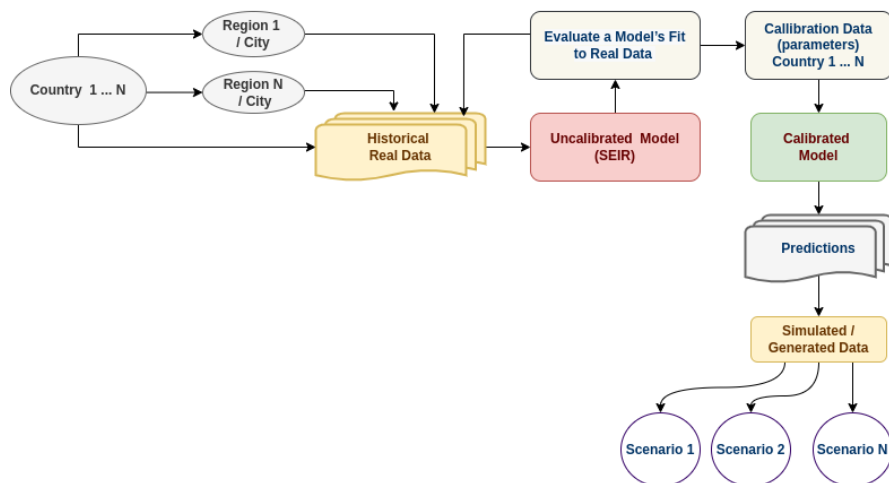 Region 1
/ City
Country 1 ... N
Region N
/ City
Historical
Real Data
Evaluate a Model's Fit
to Real Data
Uncalibrated Model
(SEIR)
Callibration Data
(parameters)
Country 1 ... N
Calibrated
Model
Predictions
Simulated /
Generated Data
Scenario 1
Scenario 2
Scenario N